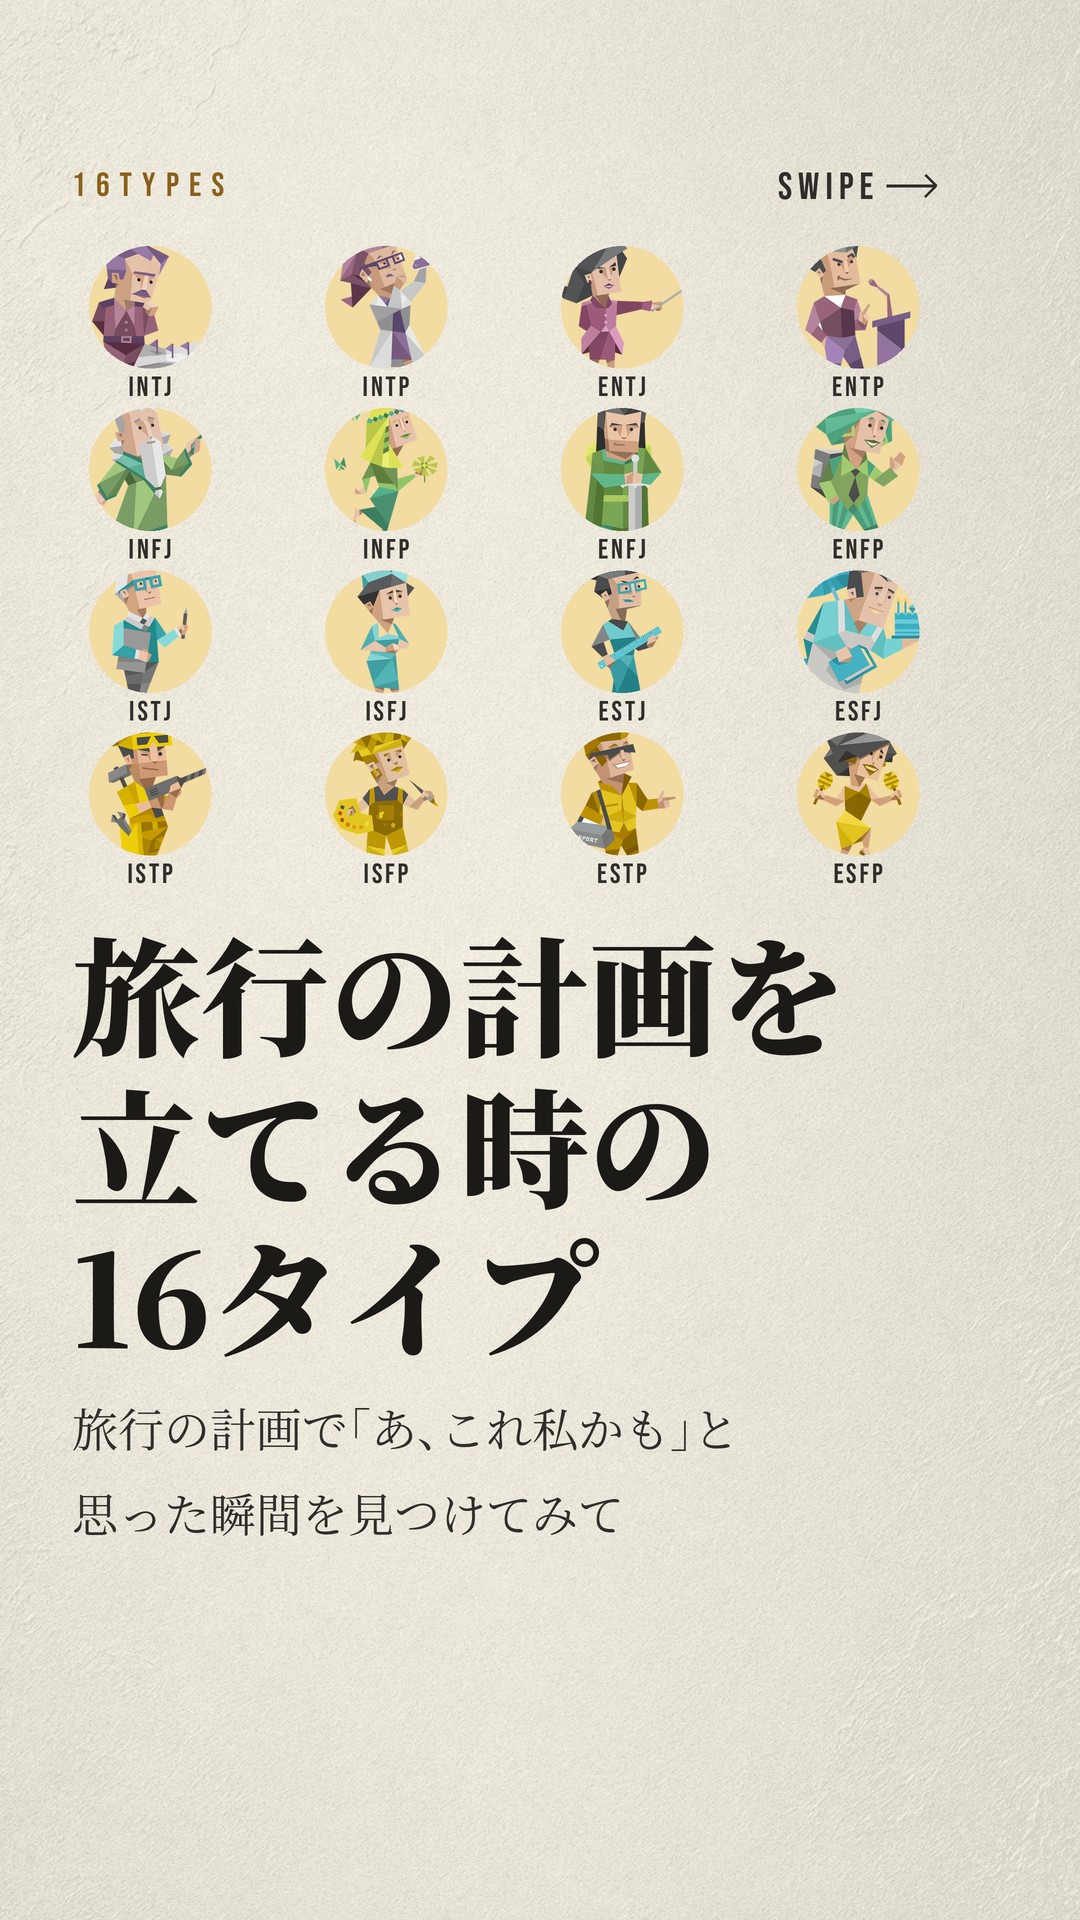 16TYPES
SWIPE →
INTJ INTP ENTJ ENTP
INFJ INFP ENFJ ENFP
ISTJ ISFJ ESTJ ESFJ
SPORT
ISTP ISFP ESTP ESFP
旅行の計画を
立てる時の
16タイプ
旅行の計画で「あ、これ私かも」と
思った瞬間を見つけてみて